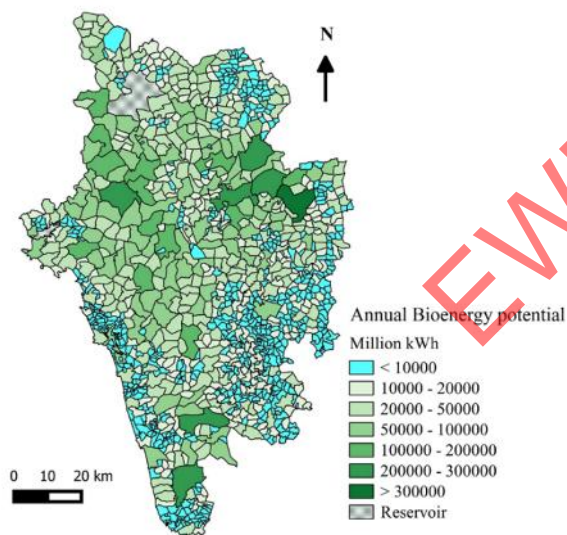 N
EW
Annual Bioenergy potential
Million kWh
< 10000
10000 - 20000
20000 - 50000
50000 - 100000
100000 - 200000
200000 - 300000
> 300000
Reservoir
0 10 20 km